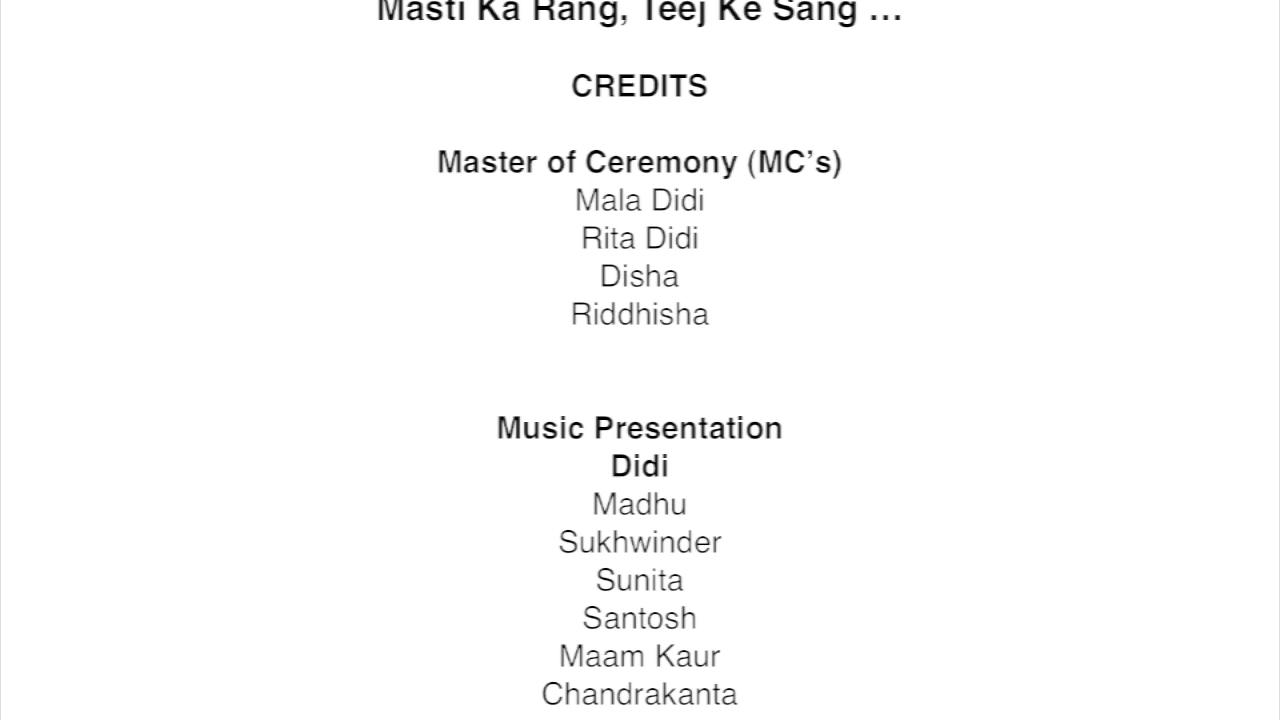 Masti Ka Rang, Teej Ke Sang ...
CREDITS
Master of Ceremony (MC’s)
Mala Didi
Rita Didi
Disha
Riddhisha
Music Presentation
Didi
Madhu
Sukhwinder
Sunita
Santosh
Maam Kaur
Chandrakanta